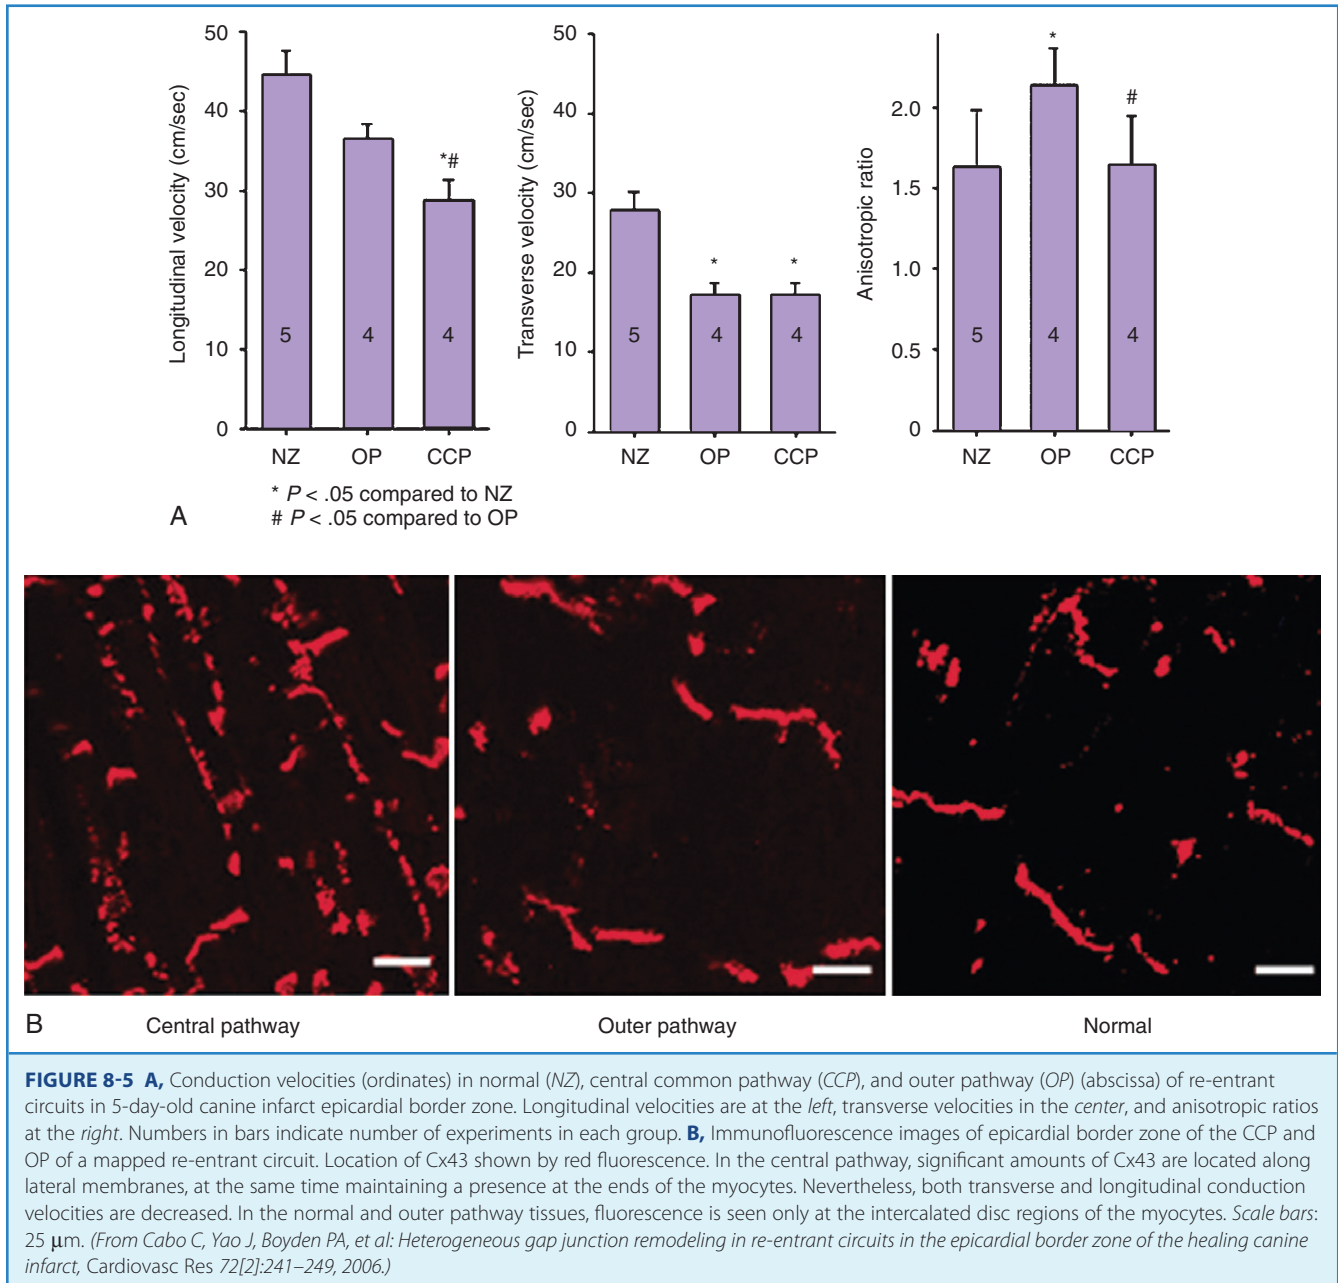 50
40
30
20
10
0
Longitudinal velocity (cm/sec)
*#
5
4
4
NZ
OP
CCP
50
40
30
20
10
0
Transverse velocity (cm/sec)
*
*
5
4
4
NZ
OP
CCP
2.0
1.5
1.0
0.5
0
Anisotropic ratio
*
#
5
4
4
NZ
OP
CCP
* P < .05 compared to NZ
# P < .05 compared to OP
A
B
Central pathway
Outer pathway
Normal
FIGURE 8-5 A, Conduction velocities (ordinates) in normal (NZ), central common pathway (CCP), and outer pathway (OP) (abscissa) of re-entrant
circuits in 5-day-old canine infarct epicardial border zone. Longitudinal velocities are at the left, transverse velocities in the center, and anisotropic ratios
at the right. Numbers in bars indicate number of experiments in each group. B, Immunofluorescence images of epicardial border zone of the CCP and
OP of a mapped re-entrant circuit. Location of Cx43 shown by red fluorescence. In the central pathway, significant amounts of Cx43 are located along
lateral membranes, at the same time maintaining a presence at the ends of the myocytes. Nevertheless, both transverse and longitudinal conduction
velocities are decreased. In the normal and outer pathway tissues, fluorescence is seen only at the intercalated disc regions of the myocytes. Scale bars:
25 μm. (From Cabo C, Yao J, Boyden PA, et al: Heterogeneous gap junction remodeling in re-entrant circuits in the epicardial border zone of the healing canine
infarct, Cardiovasc Res 72[2]:241–249, 2006.)